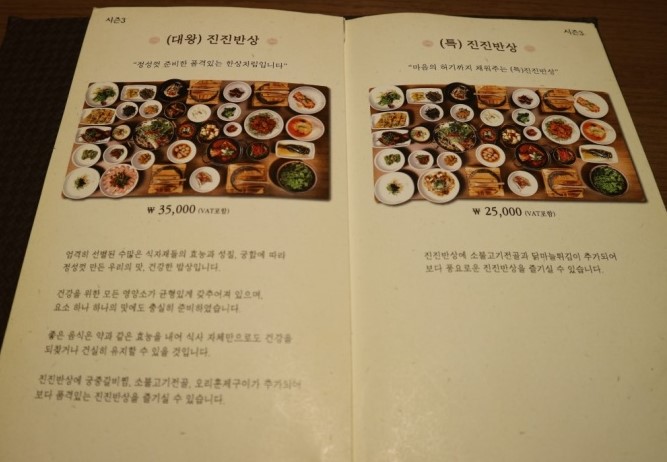 시즌3
(대왕) 진진반상
"정성껏 준비한 품격있는 한상차림입니다"
₩ 35,000 (VAT포함)
엄격히 선별된 수많은 식자재들의 효능과 성질, 궁합에 따라
정성껏 만든 우리의 맛, 건강한 밥상입니다.
건강을 위한 모든 영양소가 균형있게 갖추어져 있으며,
요소 하나 하나의 맛에도 충실히 준비하였습니다.
좋은 음식은 약과 같은 효능을 내어 식사 자체만으로도 건강을
되찾거나 건실히 유지할 수 있을 것입니다.
진진반상에 궁중갈비찜, 소불고기전골, 오리훈제구이가 추가되어
보다 품격있는 진진반상을 즐기실 수 있습니다.
시즌3
(특) 진진반상
"마음의 허기까지 채워주는 (특)진진반상"
₩ 25,000 (VAT포함)
진진반상에 소불고기전골과 닭마늘튀김이 추가되어
보다 풍요로운 진진반상을 즐기실 수 있습니다.